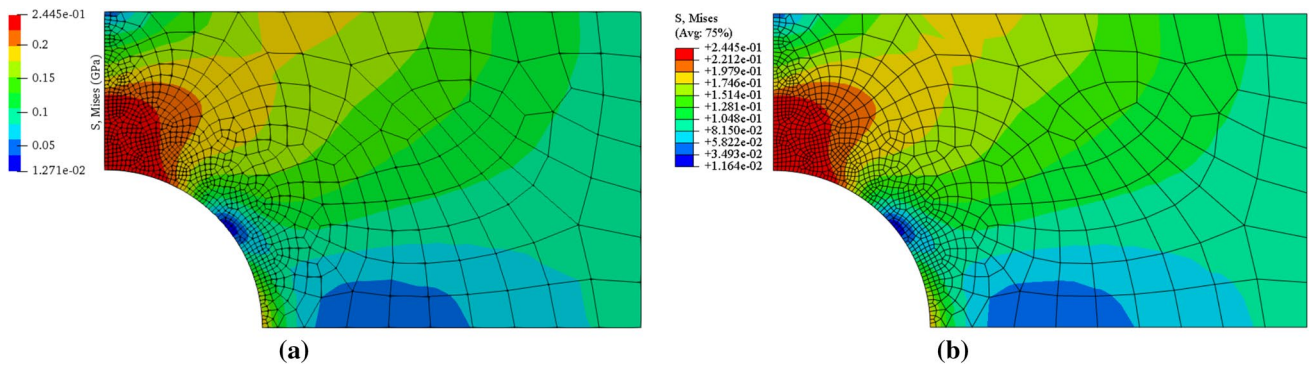 2.445e-01
0.2
0.15
0.1
0.05
1.271e-02
S, Mises (GPa)
(a)
S, Mises
(Avg: 75%)
+2.445e-01
+2.212e-01
+1.979e-01
+1.746e-01
+1.514e-01
+1.281e-01
+1.048e-01
+8.150e-02
+5.822e-02
+3.493e-02
+1.164e-02
(b)